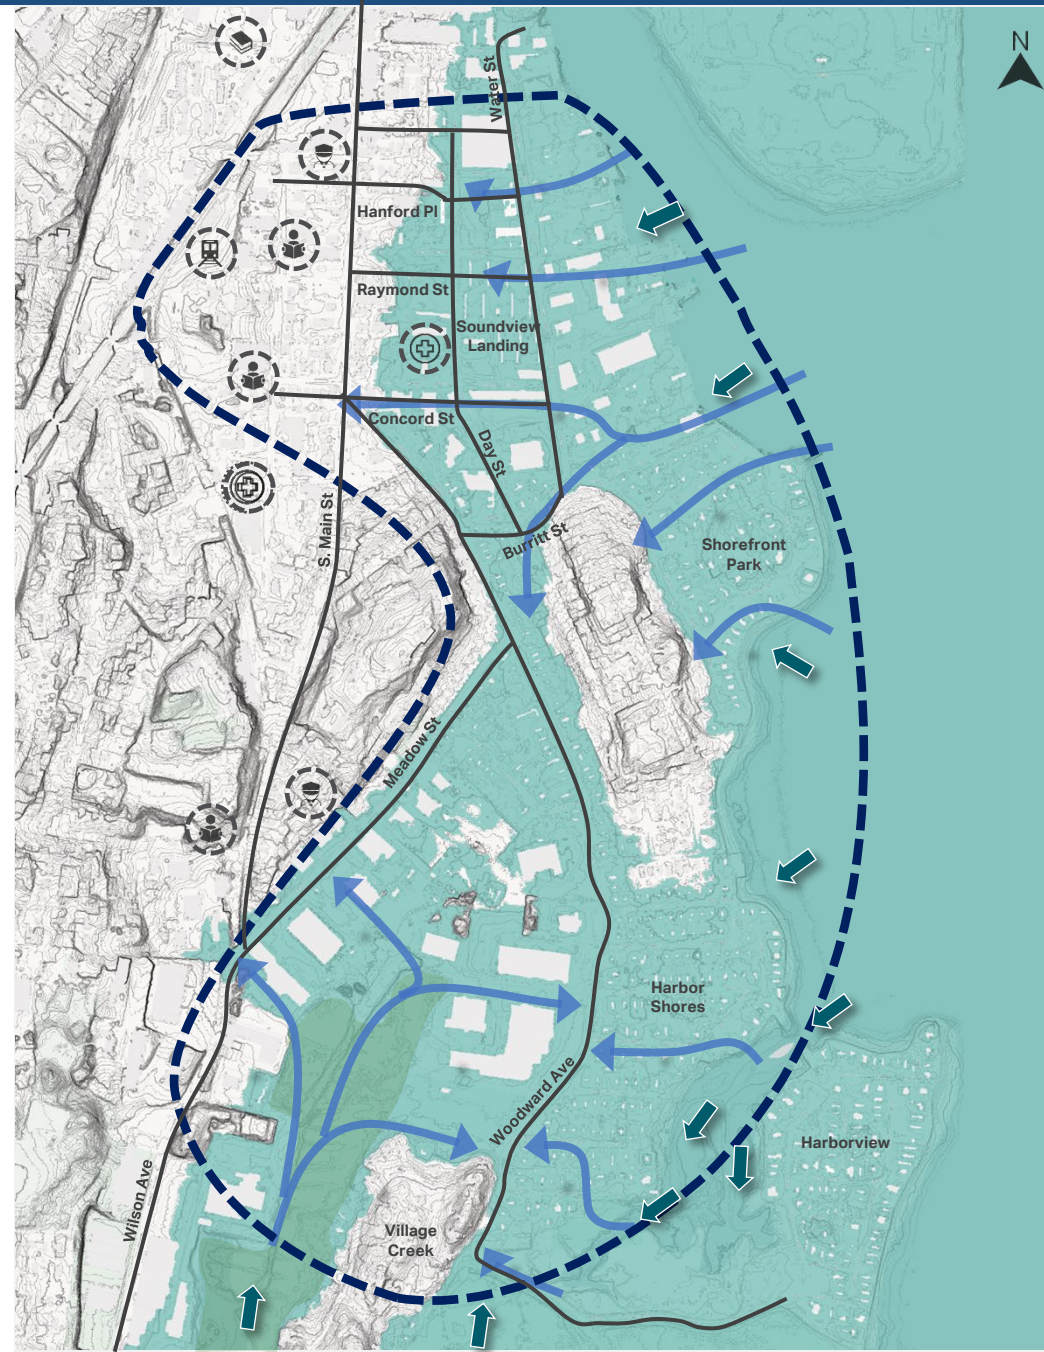 N
Water St
Hanford Pl
Raymond St
Soundview
Landing
Concord St
Day St
S. Main St
Burritt St
Shorefront
Park
Meadow St
Harbor
Shores
Woodward Ave
Harborview
Wilson Ave
Village
Creek